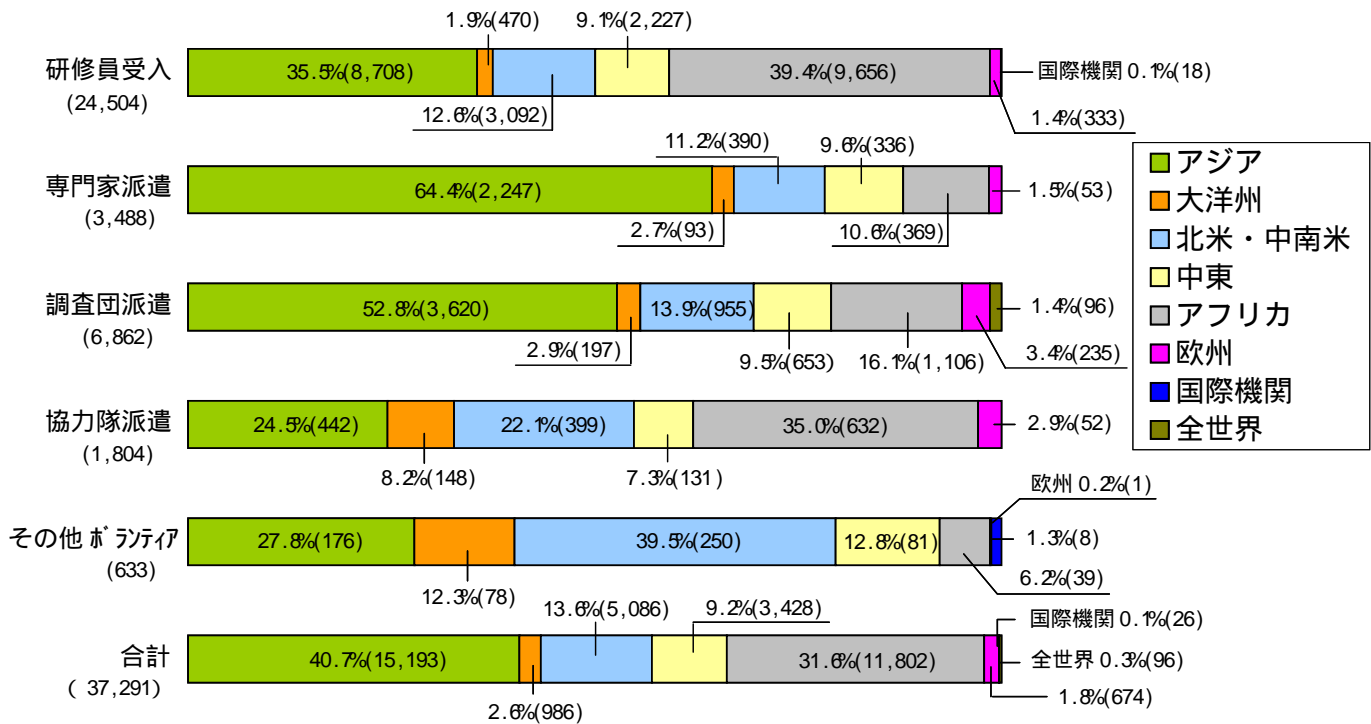 1.9%(470)
9.1%(2,227)
研修員受入
(24,504)
35.5%(8,708)
39.4%(9,656)
国際機関 0.1%(18)
12.6%(3,092)
1.4%(333)
11.2%(390)
9.6%(336)
専門家派遣
(3,488)
64.4%(2,247)
1.5%(53)
2.7%(93)
10.6%(369)
調査団派遣
(6,862)
52.8%(3,620)
13.9%(955)
1.4%(96)
2.9%(197)
9.5%(653)
16.1%(1,106)
3.4%(235)
協力隊派遣
(1,804)
24.5%(442)
22.1%(399)
35.0%(632)
2.9%(52)
8.2%(148)
7.3%(131)
欧州 0.2%(1)
その他 ボランティア
(633)
27.8%(176)
39.5%(250)
12.8%(81)
1.3%(8)
6.2%(39)
12.3%(78)
13.6%(5,086)
9.2%(3,428)
国際機関 0.1%(26)
合計
( 37,291)
40.7%(15,193)
31.6%(11,802)
全世界 0.3%(96)
1.8%(674)
2.6%(986)
アジア
大洋州
北米・中南米
中東
アフリカ
欧州
国際機関
全世界